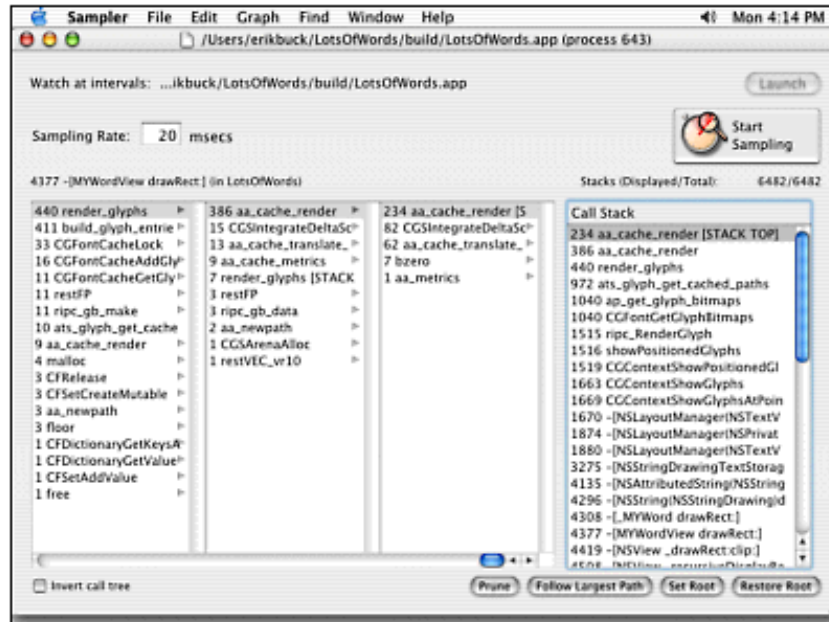 Sampler File Edit Graph Find Window Help Mon 4:14 PM
/Users/erikbuck/LotsOfWords/build/LotsOfWords.app (process 643)
Watch at intervals: ...ikbuck/LotsOfWords/build/LotsOfWords.app
Launch
Sampling Rate: 20 msecs
Start
Sampling
4377 -[MYWordView drawRect:] (in LotsOfWords)
Stacks (Displayed/Total): 6482/6482
440 render_glyphs
411 build_glyph_entrie
33 CGFontCacheLock
16 CGFontCacheAddGly
11 CGFontCacheGetGly
11 restFP
11 ripc_gb_make
10 ats_glyph_get_cache
9 aa_cache_render
4 malloc
3 CFRelease
3 CFSetCreateMutable
3 aa_newpath
3 floor
1 CFDictionaryGetKeysA
1 CFDictionaryGetValue
1 CFSetAddValue
1 free
386 aa_cache_render
15 CGSIntegrateDeltaSc
13 aa_cache_translate_
9 aa_cache_metrics
7 render_glyphs [STACK
3 restFP
3 ripc_gb_data
2 aa_newpath
1 CGSArenaAlloc
1 restVEC_vr10
234 aa_cache_render [S
82 CGSIntegrateDeltaSc
62 aa_cache_translate_
7 bzero
1 aa_metrics
Call Stack
234 aa_cache_render [STACK TOP]
386 aa_cache_render
440 render_glyphs
972 ats_glyph_get_cached_paths
1040 ap_get_glyph_bitmaps
1040 CGFontGetGlyphBitmaps
1515 ripc_RenderGlyph
1516 showPositionedGlyphs
1519 CGContextShowPositionedGl
1663 CGContextShowGlyphs
1669 CGContextShowGlyphsAtPoin
1670 -[NSLayoutManager(NSTextV
1874 -[NSLayoutManager(NSPrivat
1880 -[NSLayoutManager(NSTextV
3275 -[NSStringDrawingTextStorag
4135 -[NSAttributedString(NSString
4296 -[NSString(NSStringDrawing)d
4308 -[_MYWord drawRect:]
4377 -[MYWordView drawRect:]
4419 -[NSView _drawRect:clip:]
Invert call tree
Prune
Follow Largest Path
Set Root
Restore Root